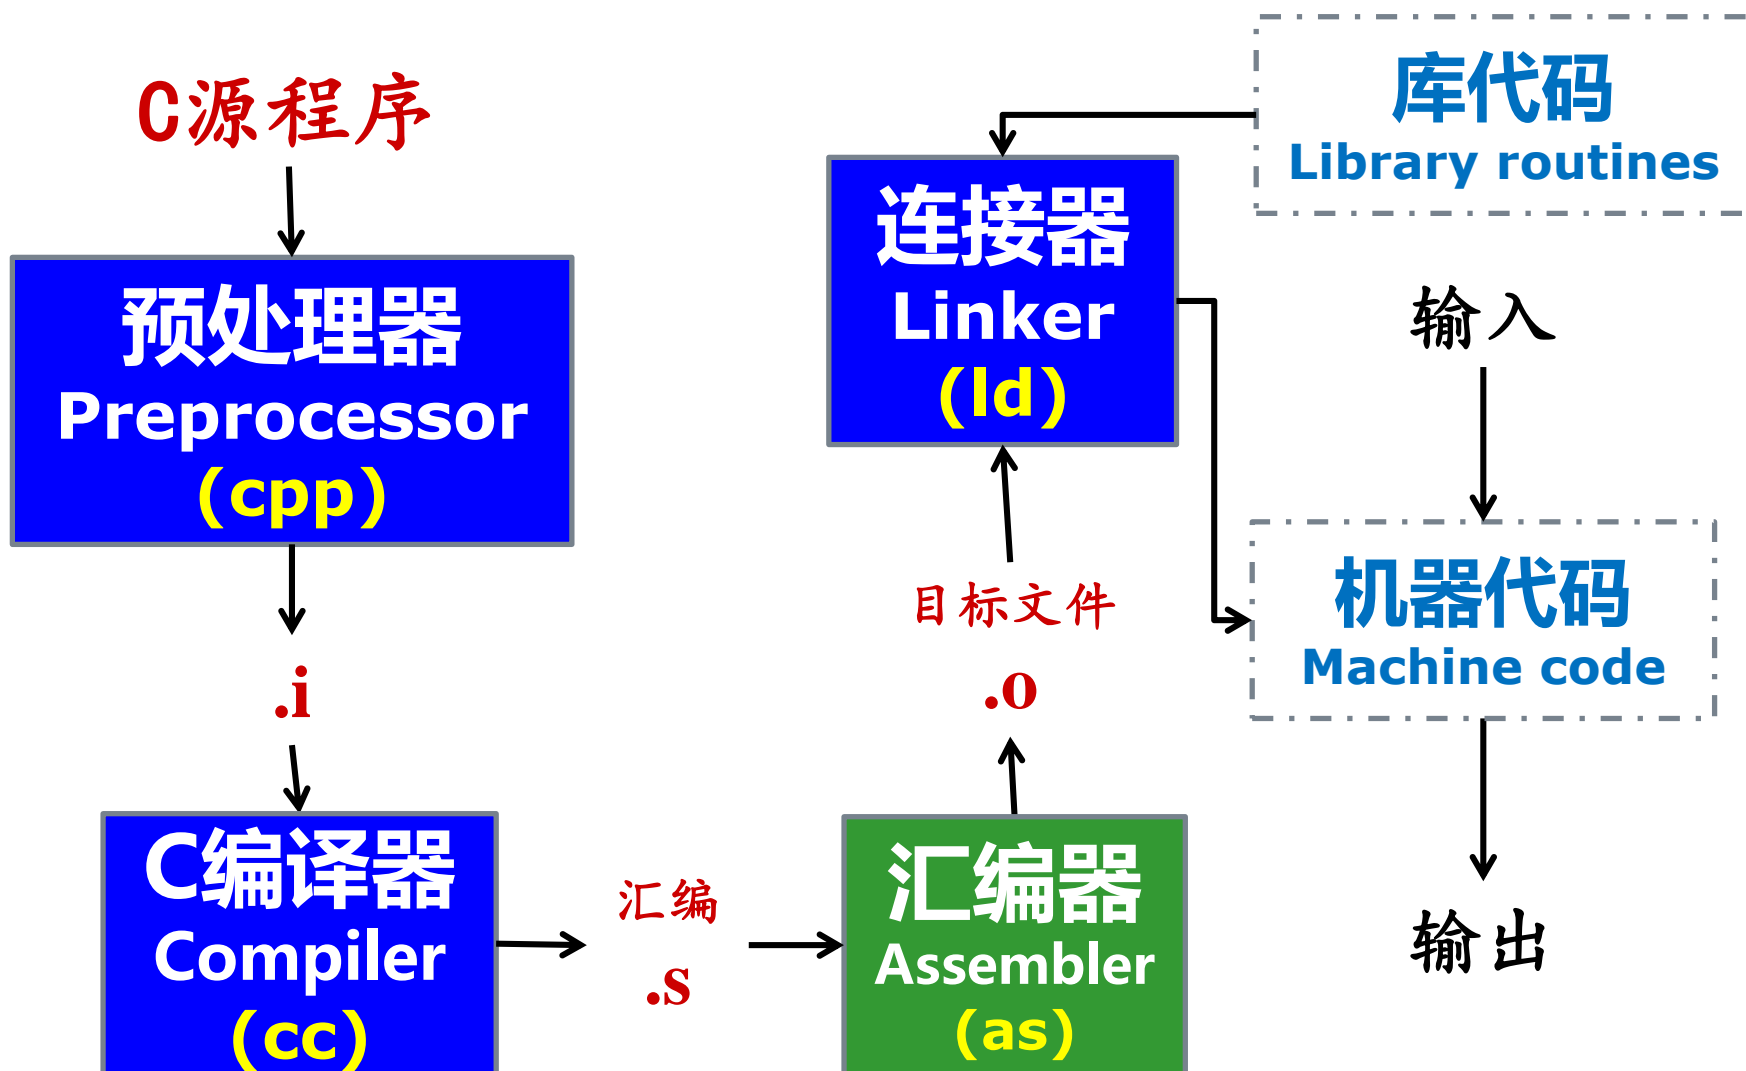 C源程序
预处理器
Preprocessor
(cpp)
.i
C编译器
Compiler
(cc)
汇编
.s
汇编器
Assembler
(as)
目标文件
.o
连接器
Linker
(ld)
库代码
Library routines
输入
机器代码
Machine code
输出